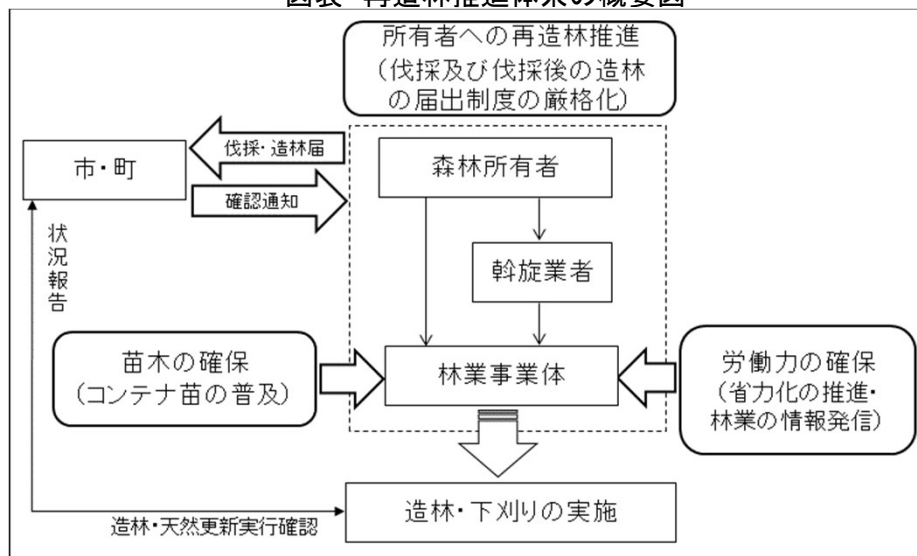 図表 再造林推進体系の概要図
所有者への再造林推進
(伐採及び伐採後の造林
の届出制度の厳格化)
市・町
伐採・造林届
確認通知
森林所有者
斡旋業者
状況報告
苗木の確保
(コンテナ苗の普及)
林業事業体
労働力の確保
(省力化の推進・
林業の情報発信)
造林・下刈りの実施
造林・天然更新実行確認